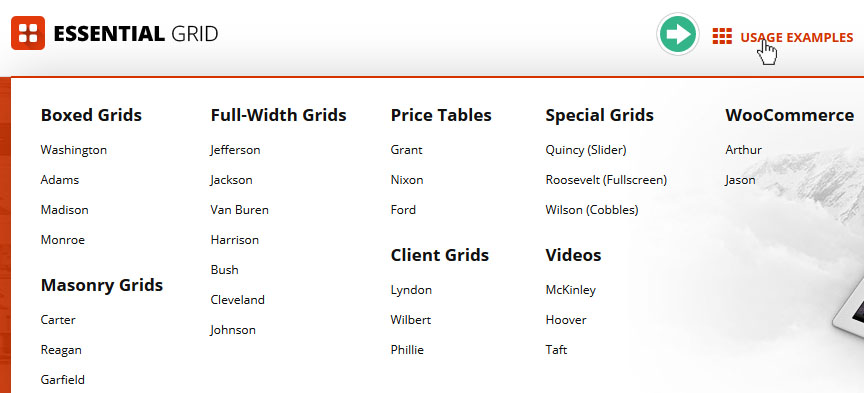 ESSENTIAL GRID
USAGE EXAMPLES
Boxed Grids
Washington
Adams
Madison
Monroe
Masonry Grids
Carter
Reagan
Garfield
Full-Width Grids
Jefferson
Jackson
Van Buren
Harrison
Bush
Cleveland
Johnson
Price Tables
Grant
Nixon
Ford
Client Grids
Lyndon
Wilbert
Phillie
Special Grids
Quincy (Slider)
Roosevelt (Fullscreen)
Wilson (Cobbles)
Videos
McKinley
Hoover
Taft
WooCommerce
Arthur
Jason